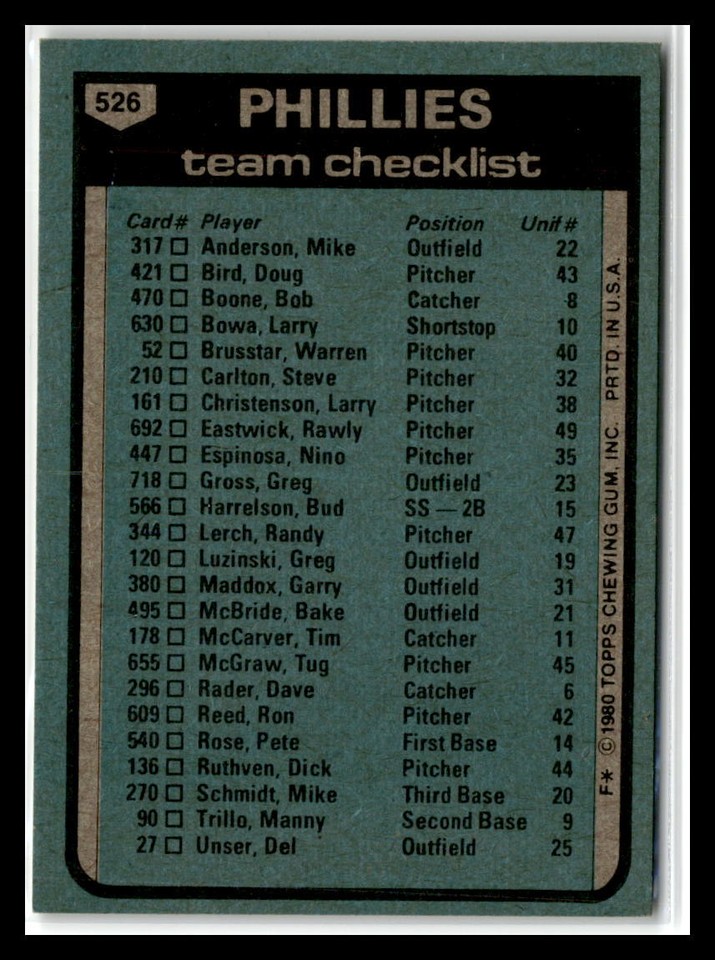 526
PHILLIES
team checklist
Card# Player Position Unif #
317 □ Anderson, Mike Outfield 22
421 □ Bird, Doug Pitcher 43
470 □ Boone, Bob Catcher 8
630 □ Bowa, Larry Shortstop 10
52 □ Brusstar, Warren Pitcher 40
210 □ Carlton, Steve Pitcher 32
161 □ Christenson, Larry Pitcher 38
692 □ Eastwick, Rawly Pitcher 49
447 □ Espinosa, Nino Pitcher 35
718 □ Gross, Greg Outfield 23
566 □ Harrelson, Bud SS — 2B 15
344 □ Lerch, Randy Pitcher 47
120 □ Luzinski, Greg Outfield 19
380 □ Maddox, Garry Outfield 31
495 □ McBride, Bake Outfield 21
178 □ McCarver, Tim Catcher 11
655 □ McGraw, Tug Pitcher 45
296 □ Rader, Dave Catcher 6
609 □ Reed, Ron Pitcher 42
540 □ Rose, Pete First Base 14
136 □ Ruthven, Dick Pitcher 44
270 □ Schmidt, Mike Third Base 20
90 □ Trillo, Manny Second Base 9
27 □ Unser, Del Outfield 25
F* © 1980 TOPPS CHEWING GUM, INC. PRTD. IN U.S.A.